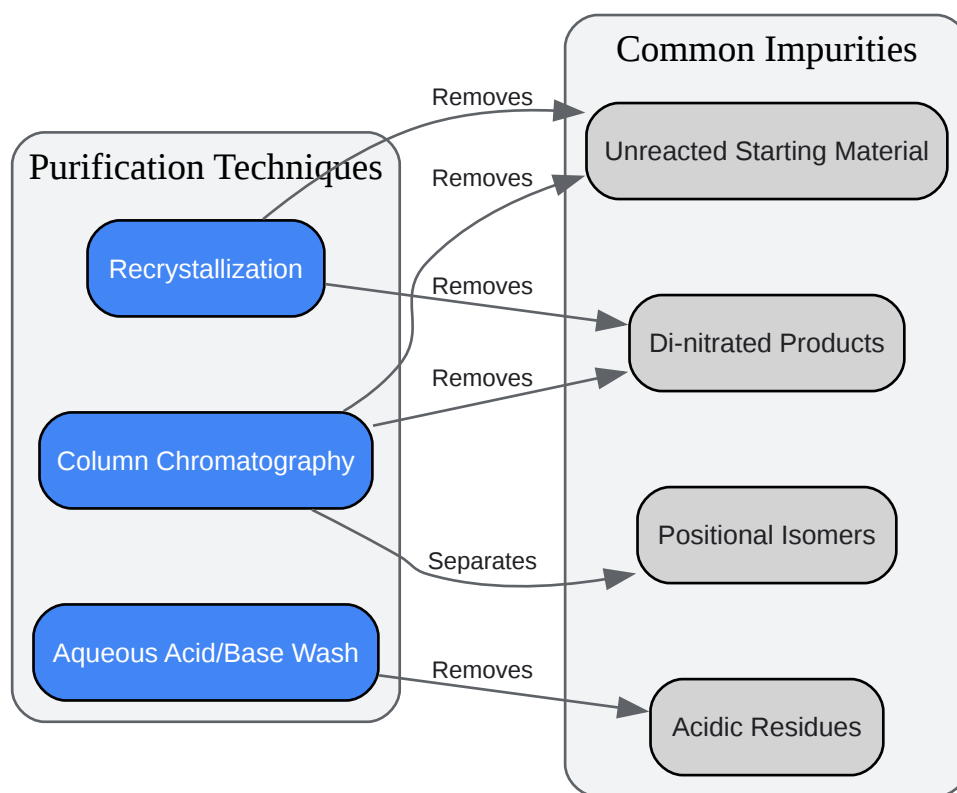 Common Impurities
Removes
Unreacted Starting Material
Purification Techniques
Removes
Recrystallization
Removes
Di-nitrated Products
Removes
Column Chromatography
Positional Isomers
Separates
Aqueous Acid/Base Wash
Removes
Acidic Residues